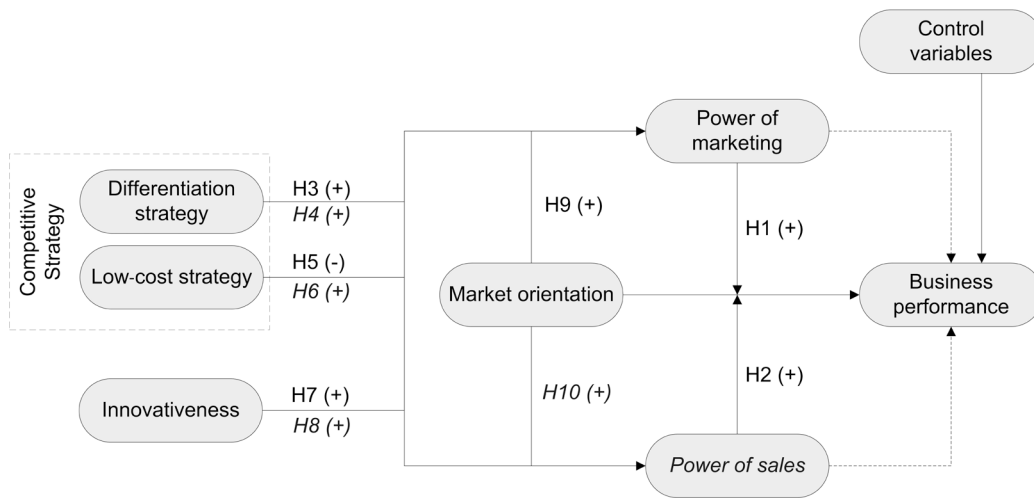 Control
variables
Power of
marketing
Competitive
Strategy
Differentiation
strategy
H3 (+)
H4 (+)
H9 (+)
H1 (+)
Low-cost strategy
H5 (-)
H6 (+)
Market orientation
Business
performance
Innovativeness
H7 (+)
H8 (+)
H10 (+)
H2 (+)
Power of sales